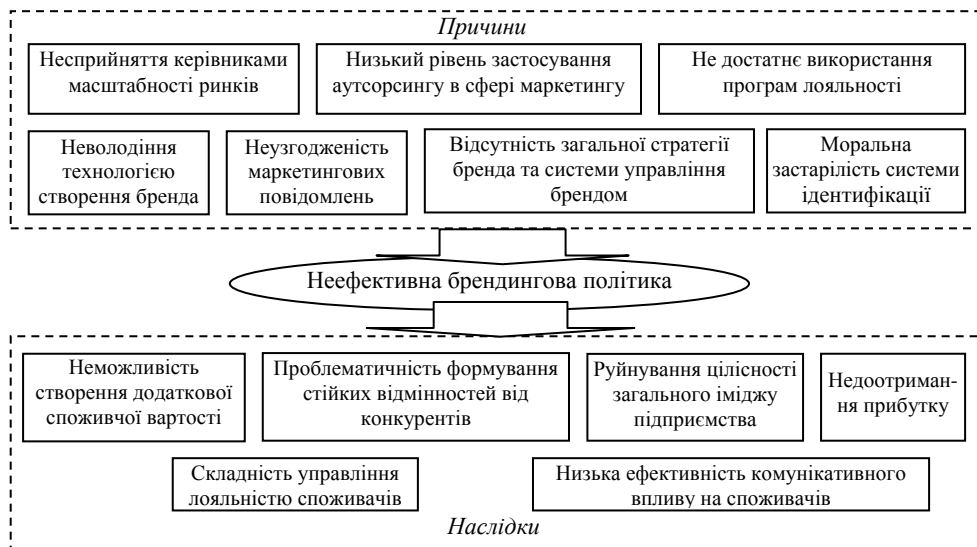 Причини
Несприйняття керівниками
масштабності ринків
Низький рівень застосування
аутсорсингу в сфері маркетингу
Не достатнє використання
програм лояльності
Неволодіння
технологією
створення бренда
Неузгодженість
маркетингових
повідомлень
Відсутність загальної стратегії
бренда та системи управління
брендом
Моральна
застарілість системи
ідентифікації
Неефективна брендингова політика
Неможливість
створення додаткової
споживчої вартості
Проблематичність формування
стійких відмінностей від
конкурентів
Руйнування цілісності
загального іміджу
підприємства
Недоотриман-
ня прибутку
Складність управління
лояльністю споживачів
Низька ефективність комунікативного
впливу на споживачів
Наслідки